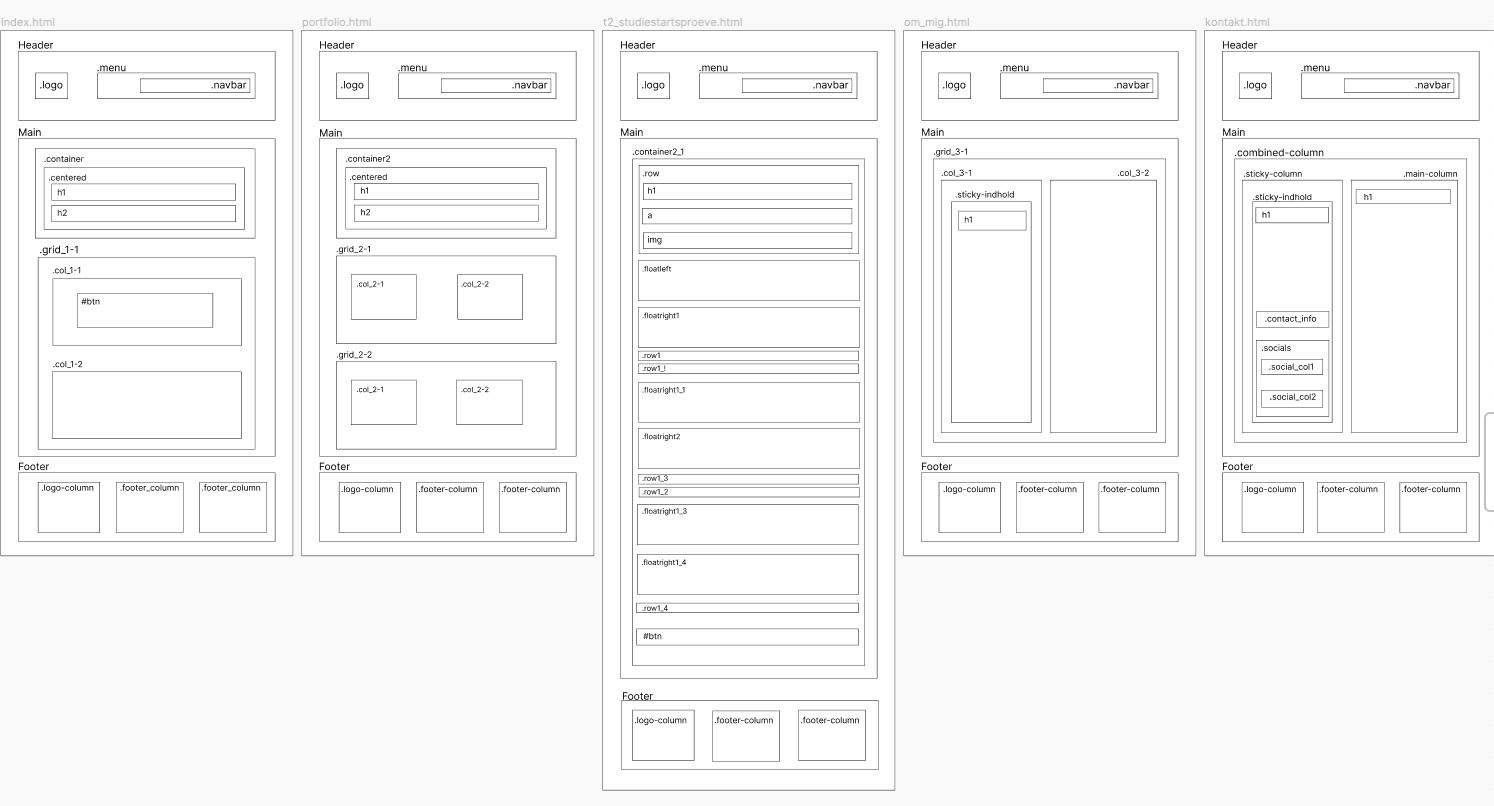 index.html
Header
.logo
.menu
.navbar
Main
.container
.centered
h1
h2
.grid_1-1
.col_1-1
#btn
.col_1-2
Footer
.logo-column
.footer_column
.footer_column
portfolio.html
Header
.logo
.menu
.navbar
Main
.container2
.centered
h1
h2
.grid_2-1
.col_2-1
.col_2-2
.grid_2-2
.col_2-1
.col_2-2
Footer
.logo-column
.footer-column
.footer-column
t2_studiestartsproeve.html
Header
.logo
.menu
.navbar
Main
.container2_1
.row
h1
a
img
.floatleft
.floatright1
.row1
.row1_!
.floatright1_1
.floatright2
.row1_3
.row1_2
.floatright1_3
.floatright1_4
.row1_4
#btn
Footer
.logo-column
.footer-column
.footer-column
om_mig.html
Header
.logo
.menu
.navbar
Main
.grid_3-1
.col_3-1
.col_3-2
.sticky-indhold
h1
Footer
.logo-column
.footer-column
.footer-column
kontakt.html
Header
.logo
.menu
.navbar
Main
.combined-column
.sticky-column
.main-column
.sticky-indhold
h1
h1
.contact_info
.socials
.social_col1
.social_col2
Footer
.logo-column
.footer-column
.footer-column